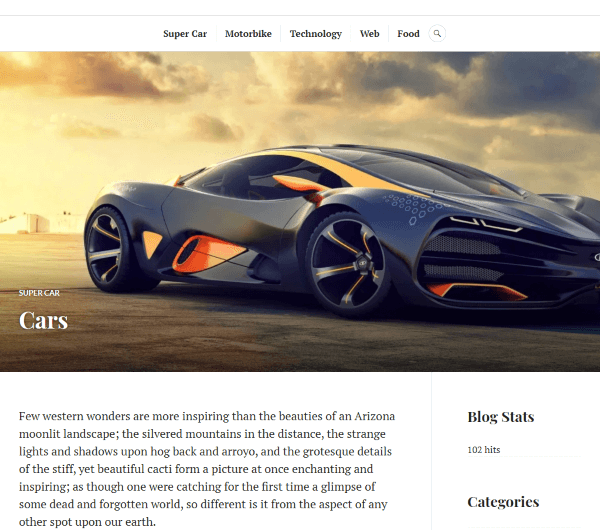 Super Car Motorbike Technology Web Food
SUPER CAR
Cars
Few western wonders are more inspiring than the beauties of an Arizona
moonlit landscape; the silvered mountains in the distance, the strange
lights and shadows upon hog back and arroyo, and the grotesque details
of the stiff, yet beautiful cacti form a picture at once enchanting and
inspiring; as though one were catching for the first time a glimpse of
some dead and forgotten world, so different is it from the aspect of any
other spot upon our earth.
Blog Stats
102 hits
Categories